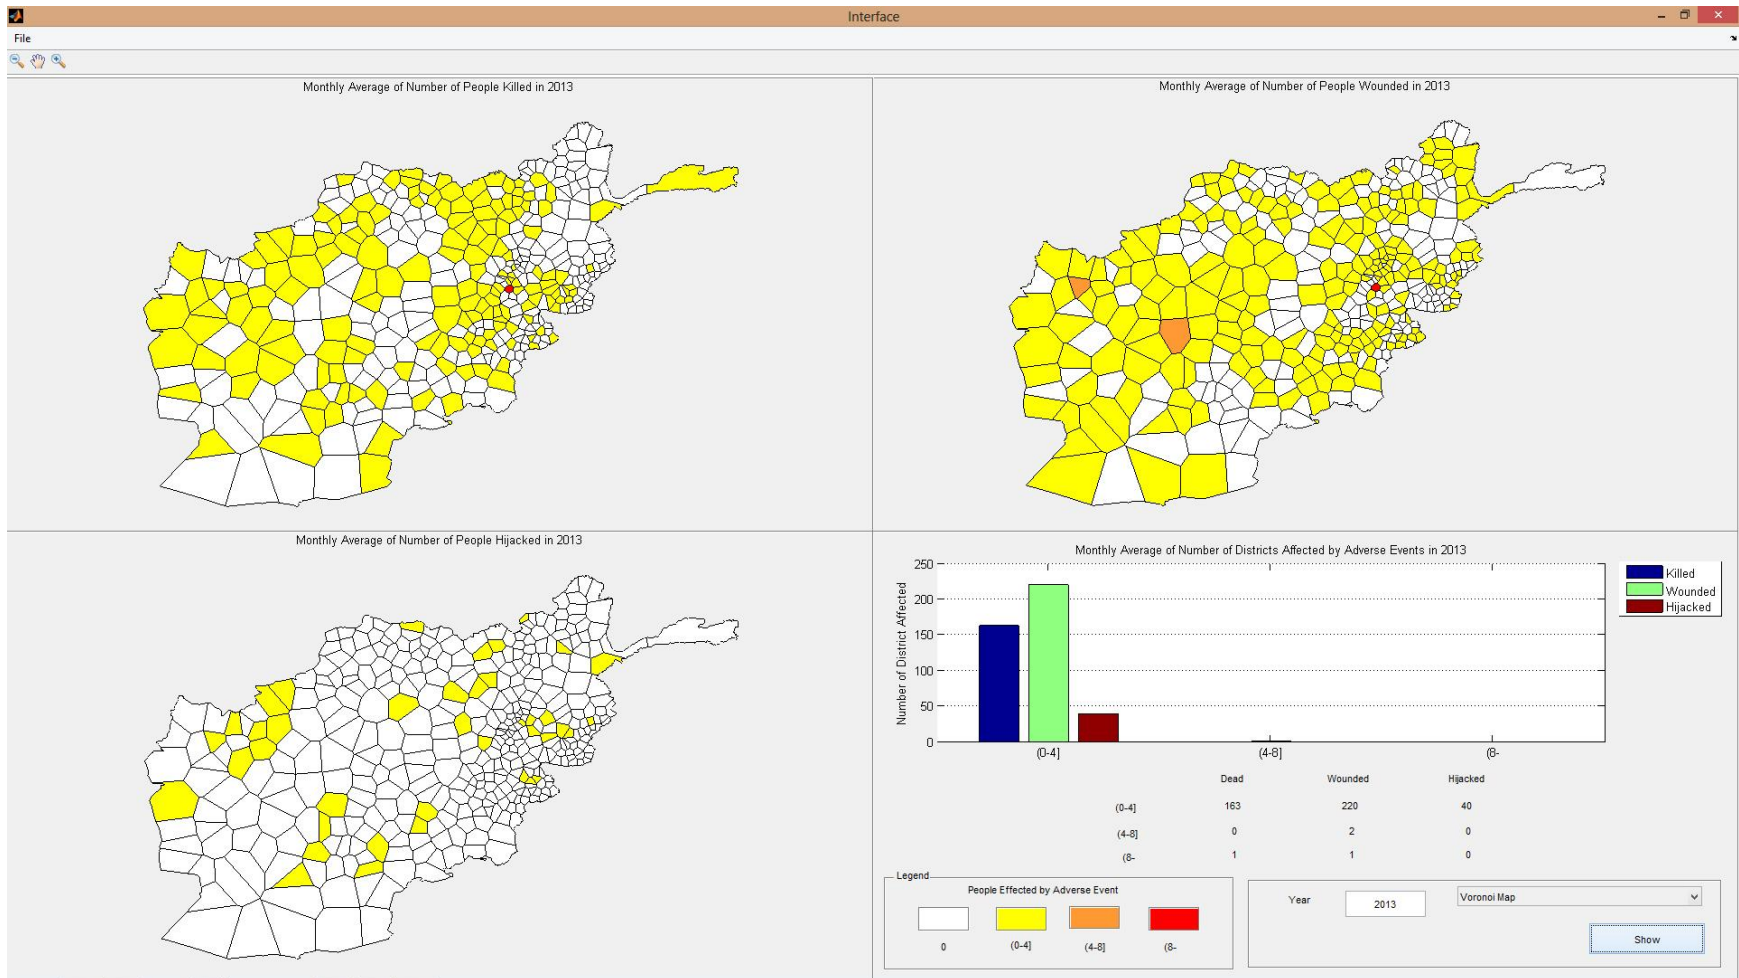 Interface
File
Monthly Average of Number of People Killed in 2013
Monthly Average of Number of People Wounded in 2013
Monthly Average of Number of People Hijacked in 2013
Monthly Average of Number of Districts Affected by Adverse Events in 2013
Number of District Affected
250
200
150
100
50
0
(0-4]
(4-8]
(8-
Killed
Wounded
Hijacked
Dead Wounded Hijacked
(0-4] 163 220 40
(4-8] 0 2 0
(8- 1 1 0
Legend
People Effected by Adverse Event
0 (0-4] (4-8] (8-
Year 2013 Voronoi Map
Show